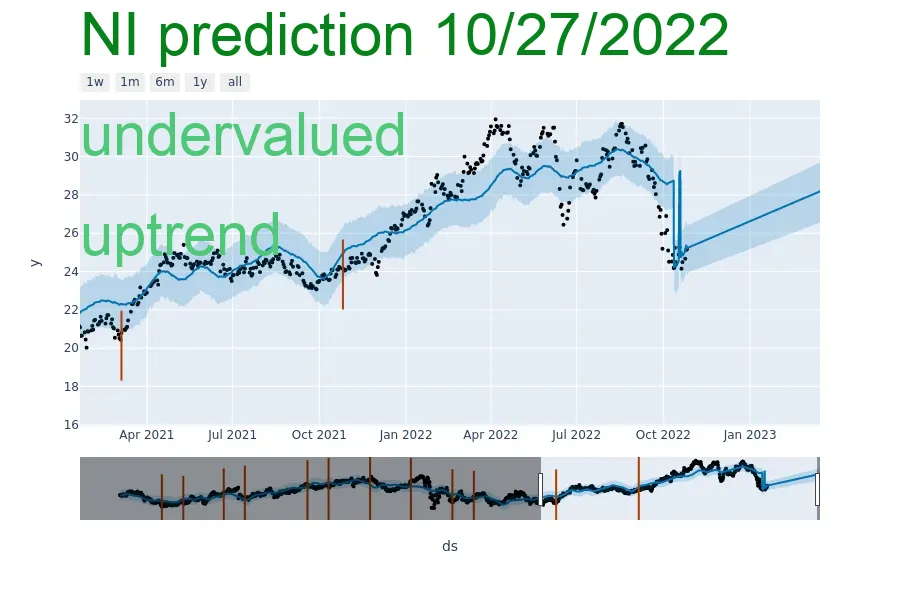 NI prediction 10/27/2022
1w 1m 6m 1y all
undervalued
uptrend
y
32
30
28
26
24
22
20
18
16
Apr 2021 Jul 2021 Oct 2021 Jan 2022 Apr 2022 Jul 2022 Oct 2022 Jan 2023
ds